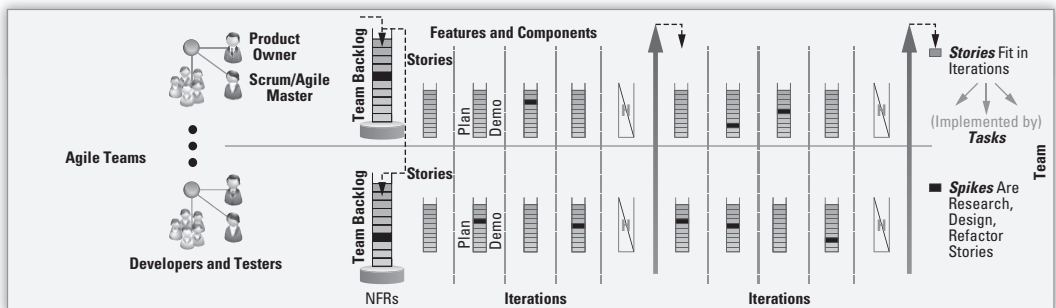 Features and Components
Product
Owner
Scrum/Agile
Master
Team Backlog
Stories
Plan
Demo
H
H
Stories Fit in
Iterations
(Implemented by)
Tasks
Agile Teams
Team
Team Backlog
Stories
Plan
Demo
H
H
Spikes Are
Research,
Design,
Refactor
Stories
Developers and Testers
NFRs
Iterations
Iterations